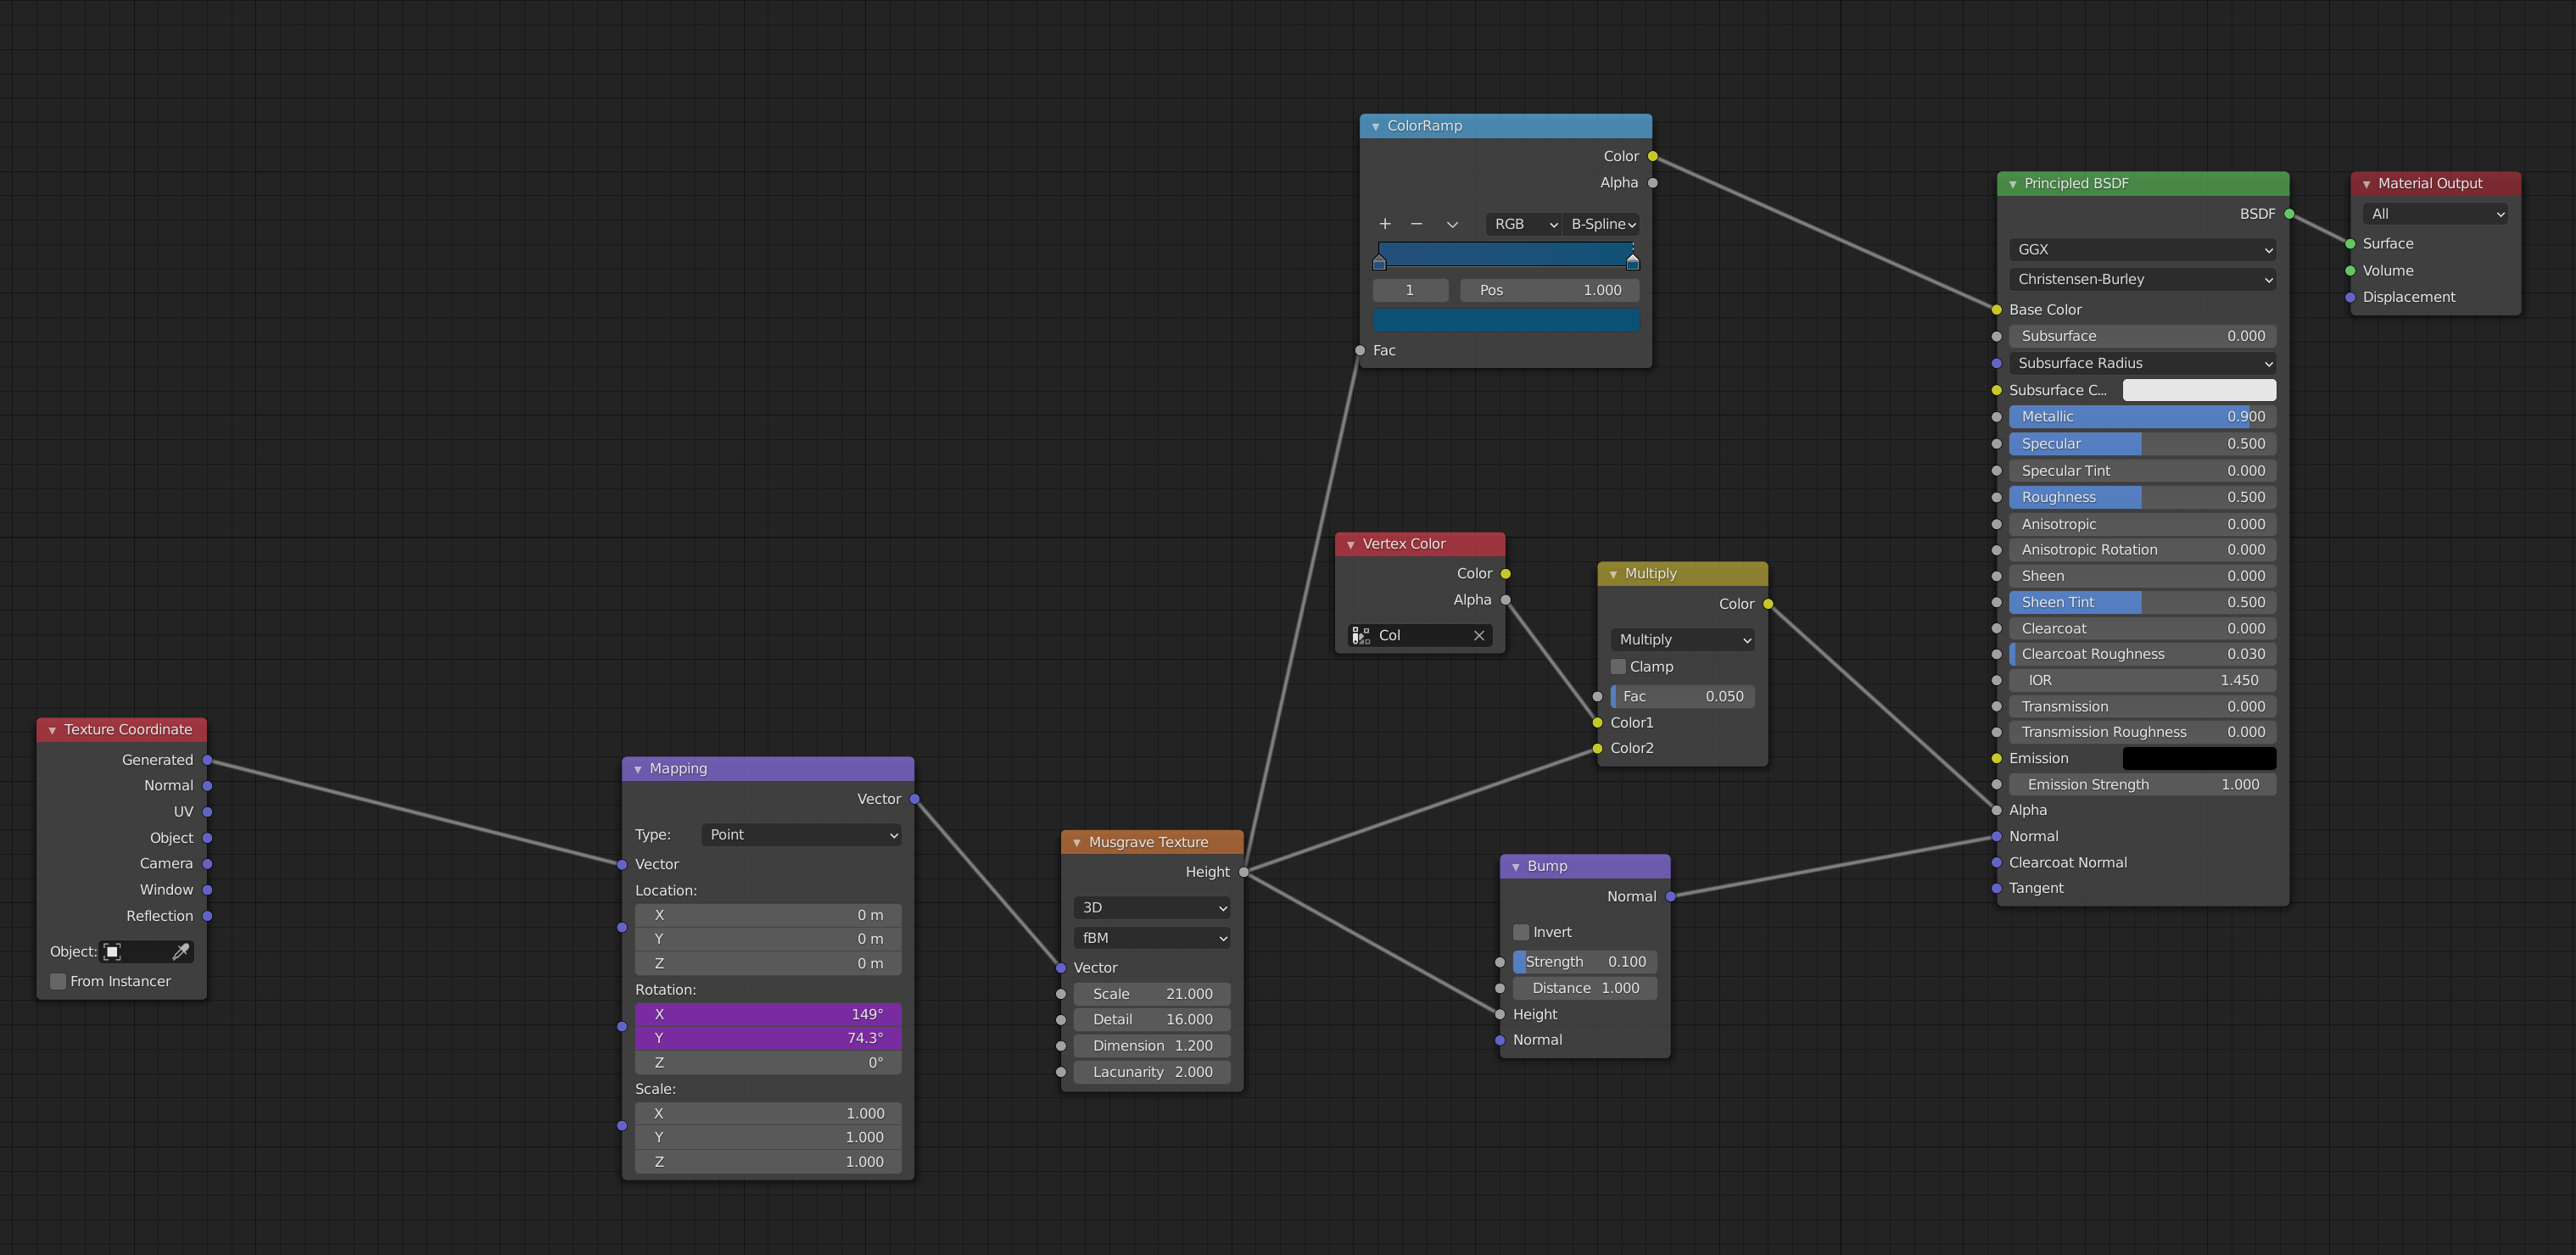 ColorRamp
Color
Alpha
RGB B-Spline
1 Pos 1.000
Fac
Principled BSDF
BSDF
GGX
Christensen-Burley
Base Color
Subsurface 0.000
Subsurface Radius
Subsurface C...
Metallic 0.900
Specular 0.500
Specular Tint 0.000
Roughness 0.500
Anisotropic 0.000
Anisotropic Rotation 0.000
Sheen 0.000
Sheen Tint 0.500
Clearcoat 0.000
Clearcoat Roughness 0.030
IOR 1.450
Transmission 0.000
Transmission Roughness 0.000
Emission
Emission Strength 1.000
Alpha
Normal
Clearcoat Normal
Tangent
Material Output
All
Surface
Volume
Displacement
Vertex Color
Color
Alpha
Col
Multiply
Color
Multiply
Clamp
Fac 0.050
Color1
Color2
Texture Coordinate
Generated
Normal
UV
Object
Camera
Window
Reflection
Object:
From Instancer
Mapping
Vector
Type: Point
Vector
Location:
X 0 m
Y 0 m
Z 0 m
Rotation:
X 149°
Y 74.3°
Z 0°
Scale:
X 1.000
Y 1.000
Z 1.000
Musgrave Texture
Height
3D
fBM
Vector
Scale 21.000
Detail 16.000
Dimension 1.200
Lacunarity 2.000
Bump
Normal
Invert
Strength 0.100
Distance 1.000
Height
Normal